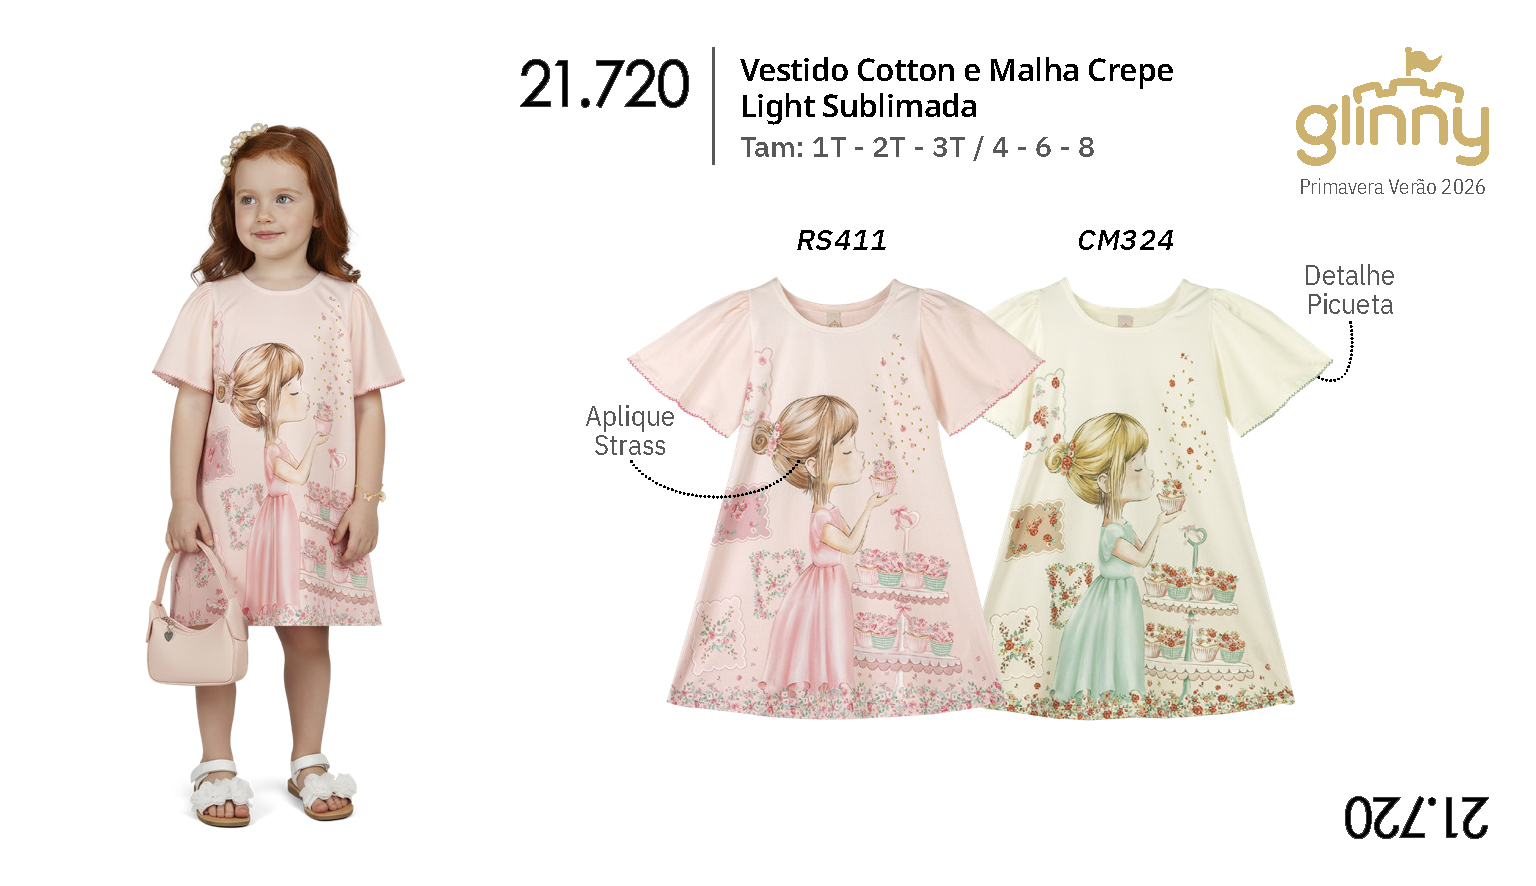 21.720
Vestido Cotton e Malha Crepe
Light Sublimada
Tam: 1T - 2T - 3T / 4 - 6 - 8
glinny
Primavera Verão 2026
RS411
CM324
Detalhe
Picueta
Aplique
Strass
21.720